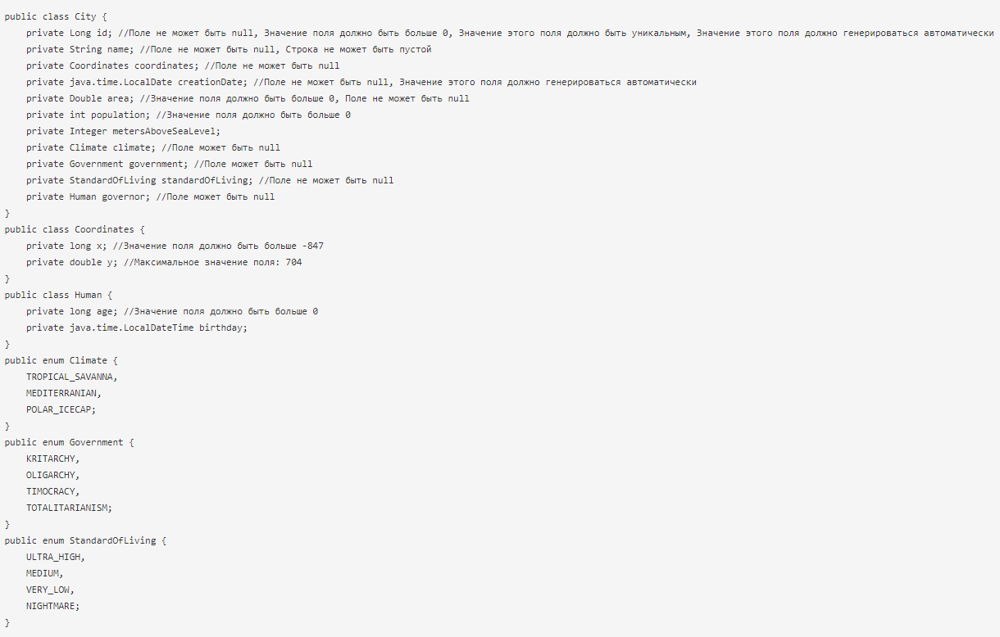 public class City {
    private Long id; //Поле не может быть null, Значение поля должно быть больше 0, Значение этого поля должно быть уникальным, Значение этого поля должно генерироваться автоматически
    private String name; //Поле не может быть null, Строка не может быть пустой
    private Coordinates coordinates; //Поле не может быть null
    private java.time.LocalDate creationDate; //Поле не может быть null, Значение этого поля должно генерироваться автоматически
    private Double area; //Значение поля должно быть больше 0, Поле не может быть null
    private int population; //Значение поля должно быть больше 0
    private Integer metersAboveSeaLevel;
    private Climate climate; //Поле может быть null
    private Government government; //Поле может быть null
    private StandardOfLiving standardOfLiving; //Поле не может быть null
    private Human governor; //Поле может быть null
}
public class Coordinates {
    private long x; //Значение поля должно быть больше -847
    private double y; //Максимальное значение поля: 704
}
public class Human {
    private long age; //Значение поля должно быть больше 0
    private java.time.LocalDateTime birthday;
}
public enum Climate {
    TROPICAL_SAVANNA,
    MEDITERRANIAN,
    POLAR_ICECAP;
}
public enum Government {
    KRITARCHY,
    OLIGARCHY,
    TIMOCRACY,
    TOTALITARIANISM;
}
public enum StandardOfLiving {
    ULTRA_HIGH,
    MEDIUM,
    VERY_LOW,
    NIGHTMARE;
}